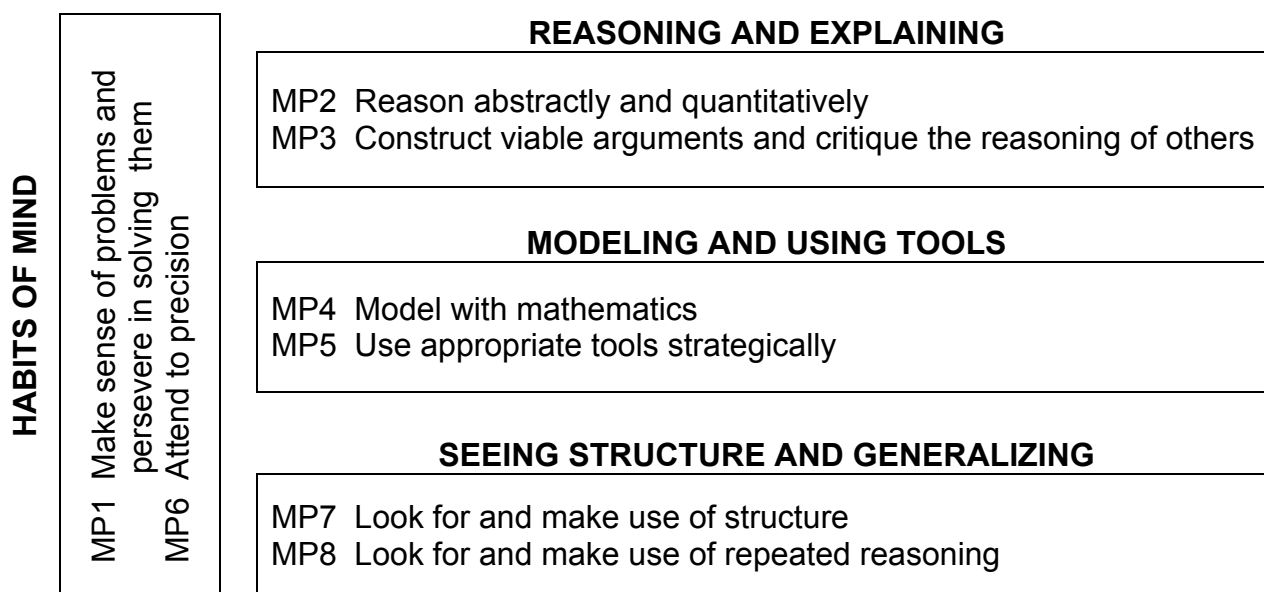 HABITS OF MIND
MP1 Make sense of problems and
persevere in solving them
MP6 Attend to precision
REASONING AND EXPLAINING
MP2 Reason abstractly and quantitatively
MP3 Construct viable arguments and critique the reasoning of others
MODELING AND USING TOOLS
MP4 Model with mathematics
MP5 Use appropriate tools strategically
SEEING STRUCTURE AND GENERALIZING
MP7 Look for and make use of structure
MP8 Look for and make use of repeated reasoning